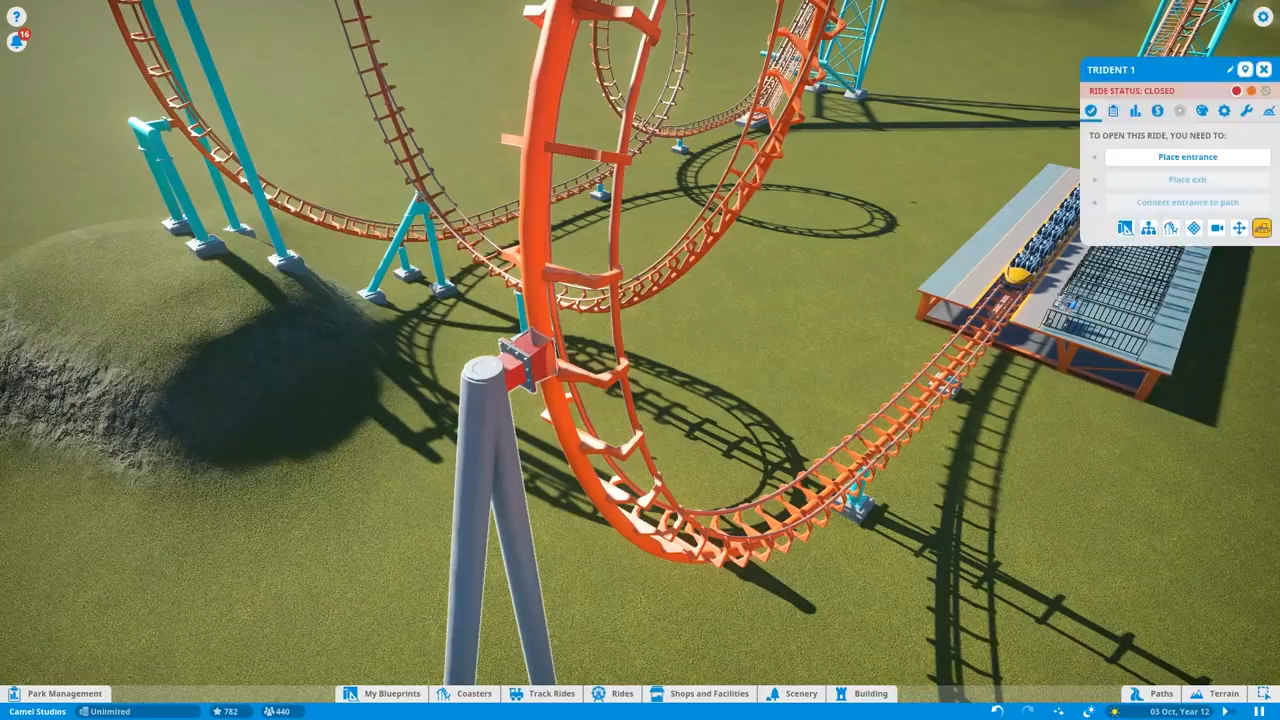 ?
16
TRIDENT 1
RIDE STATUS: CLOSED
TO OPEN THIS RIDE, YOU NEED TO:
Place entrance
Place exit
Connect entrance to path
Park Management
My Blueprints
Coasters
Track Rides
Rides
Shops and Facilities
Scenery
Building
Paths
Terrain
Camel Studios
Unlimited
782
440
03 Oct, Year 12